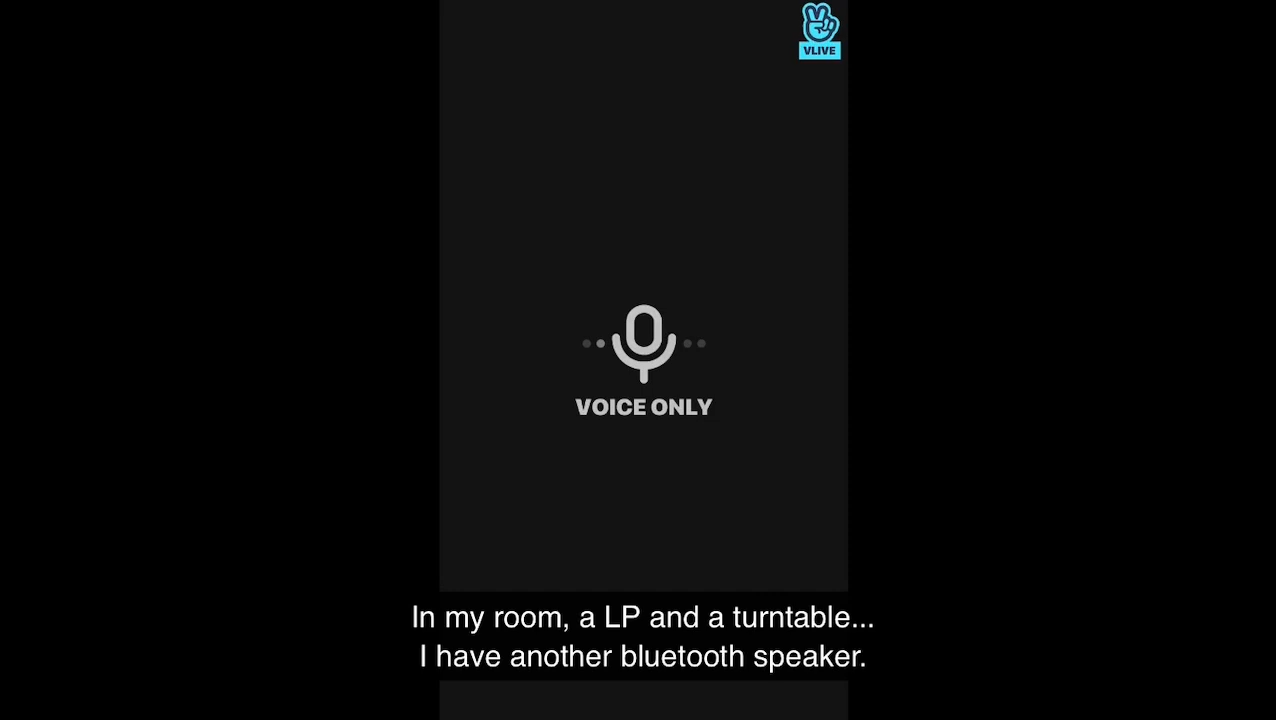 VLIVE
VOICE ONLY
In my room, a LP and a turntable...
I have another bluetooth speaker.